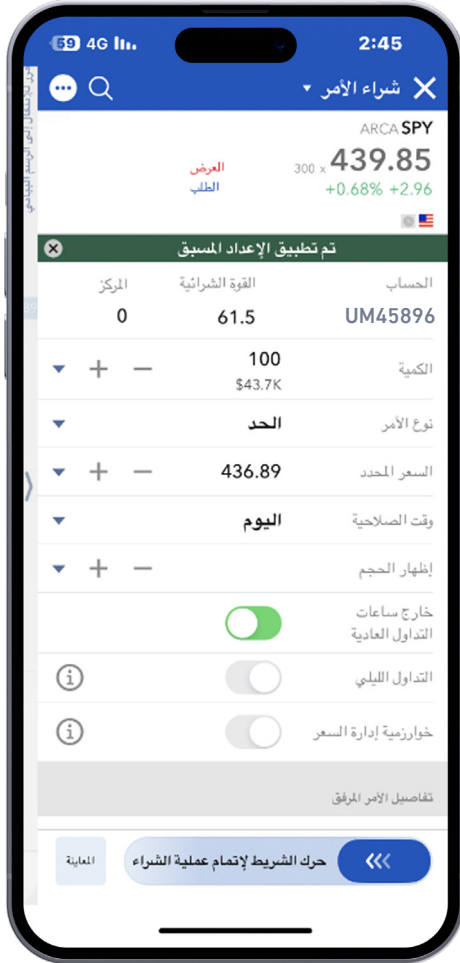 59 4G 2:45
شراء الأمر
ARCA SPY
300 x 439.85
العرض
الطلب
+0.68% +2.96
تم تطبيق الإعداد المسبق
الحساب القوة الشرائية المركز
UM45896 61.5 0
الكمية 100
$43.7K
نوع الأمر الحد
السعر المحدد 436.89
وقت الصلاحية اليوم
إظهار الحجم
خارج ساعات
التداول العادية
التداول الليلي
خوارزمية إدارة السعر
تفاصيل الأمر المرفق
حرك الشريط لإتمام عملية الشراء المعاينة